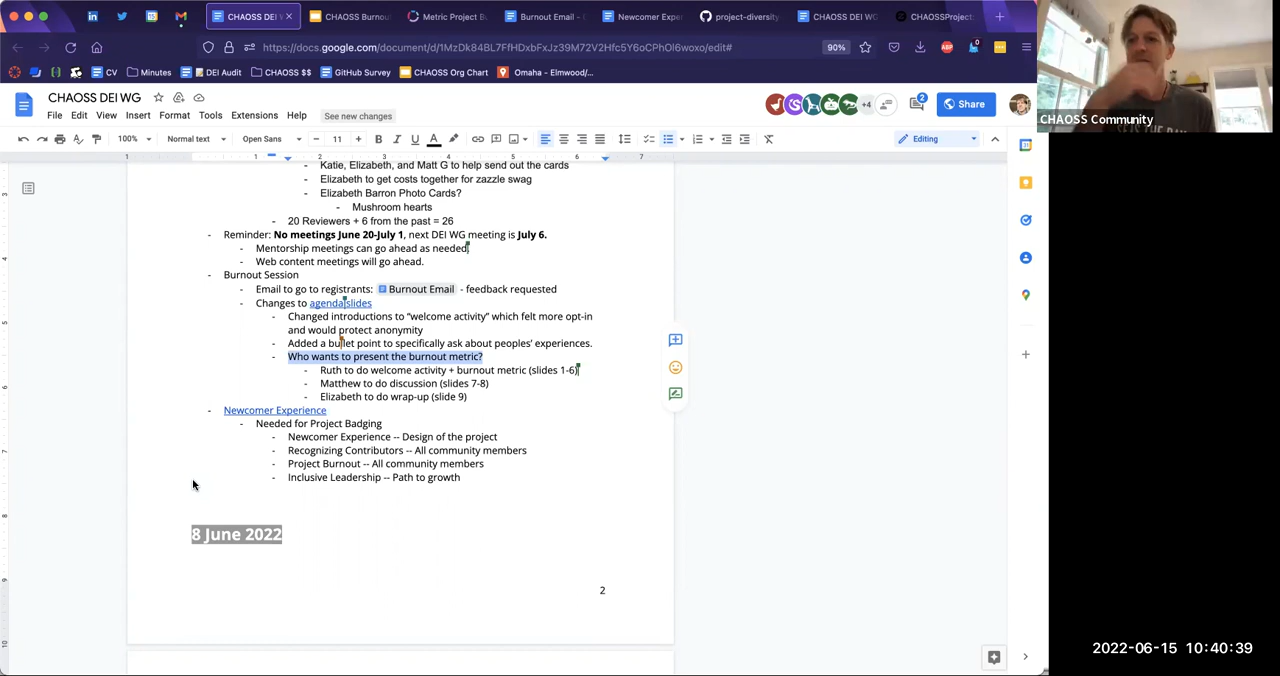 CHAOSS DEI W
CHAOSS Burnou
Metric Project Bu
Burnout Email - C
Newcomer Exper
project-diversity
CHAOSS DEI WG
CHAOSSProject
https://docs.google.com/document/d/1MzDk84BL7FfHDxbFxJz39M72V2Hfc5Y6oCPhOl6woxo/edit#
90%
CV
Minutes
DEI Audit
CHAOSS $$
GitHub Survey
CHAOSS Org Chart
Omaha - Elmwood/...
CHAOSS DEI WG
File Edit View Insert Format Tools Extensions Help
See new changes
+4
2
Share
100%
Normal text
Open Sans
11
Editing
1 1 2 3 4 5 6 7
Katie, Elizabeth, and Matt G to help send out the cards
- Elizabeth to get costs together for zazzle swag
- Elizabeth Barron Photo Cards?
- Mushroom hearts
- 20 Reviewers + 6 from the past = 26
- Reminder: No meetings June 20-July 1, next DEI WG meeting is July 6.
- Mentorship meetings can go ahead as needed.
- Web content meetings will go ahead.
- Burnout Session
- Email to go to registrants: Burnout Email - feedback requested
- Changes to agenda slides
- Changed introductions to “welcome activity” which felt more opt-in
and would protect anonymity
- Added a bullet point to specifically ask about peoples’ experiences.
- Who wants to present the burnout metric?
- Ruth to do welcome activity + burnout metric (slides 1-6)
- Matthew to do discussion (slides 7-8)
- Elizabeth to do wrap-up (slide 9)
- Newcomer Experience
- Needed for Project Badging
- Newcomer Experience -- Design of the project
- Recognizing Contributors -- All community members
- Project Burnout -- All community members
- Inclusive Leadership -- Path to growth
8 June 2022
2
CHAOSS Community
2022-06-15 10:40:39